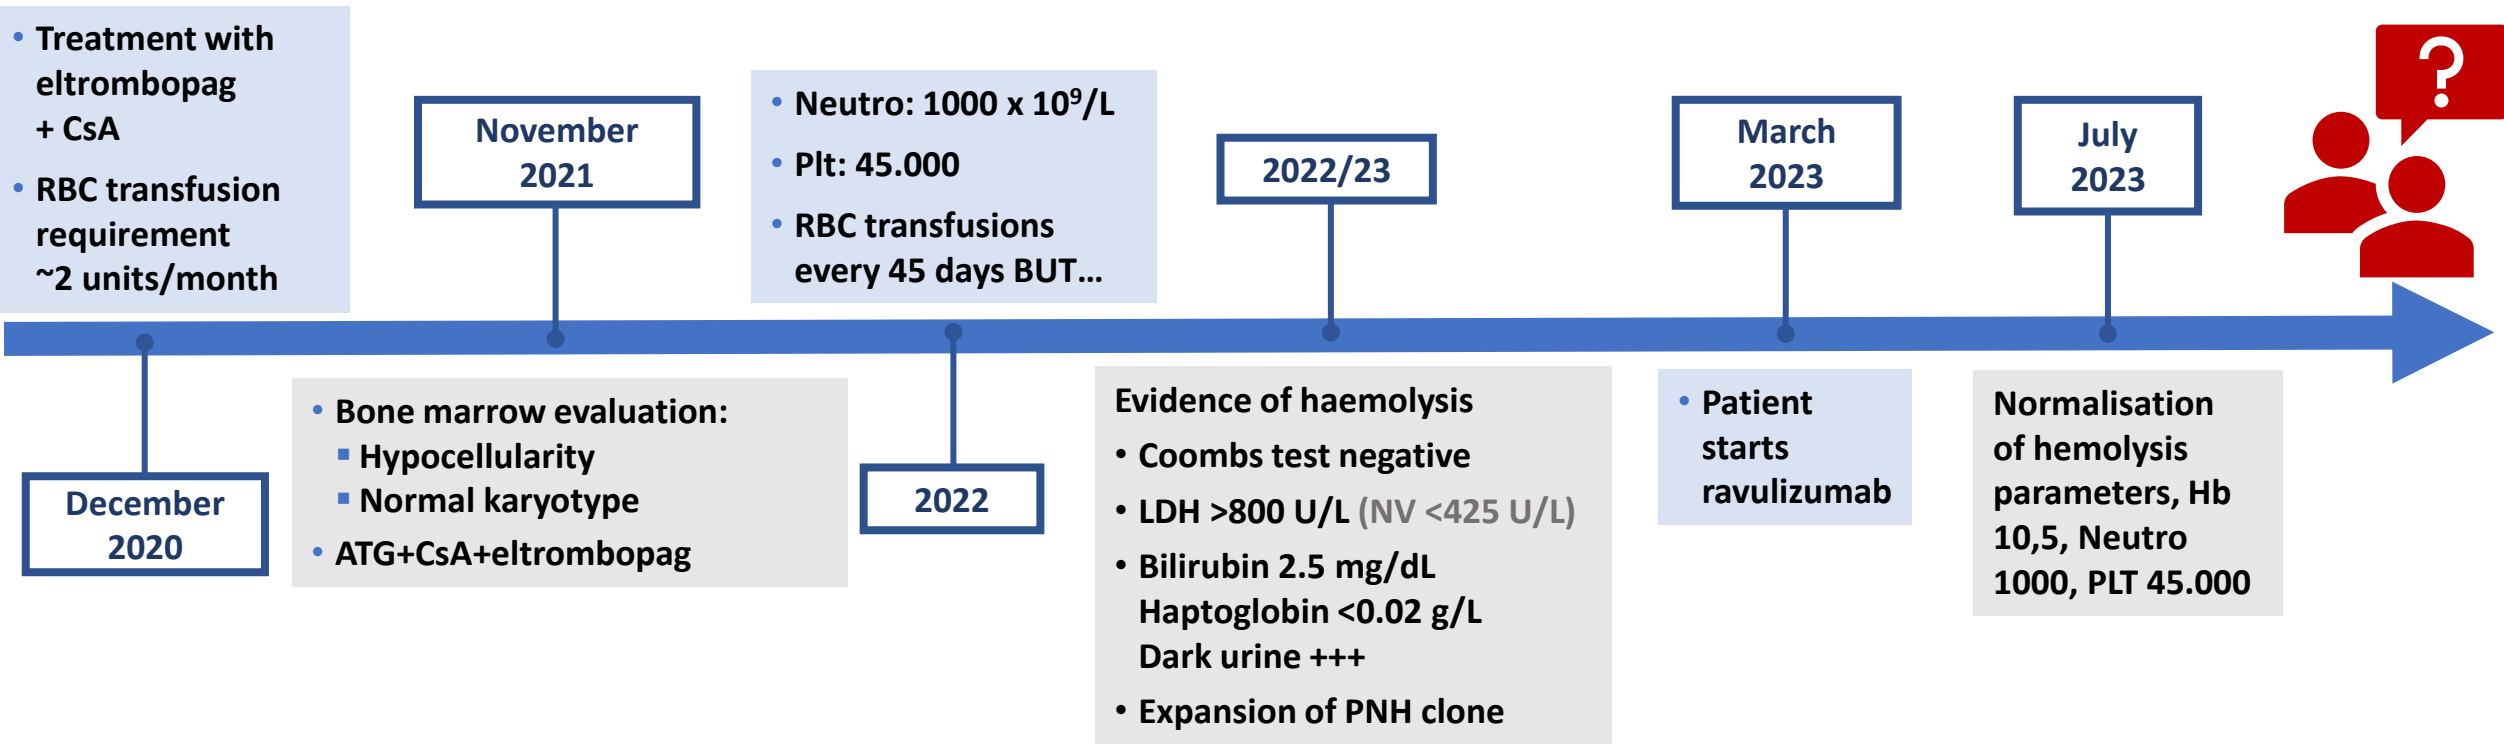 • Treatment with
eltrombopag
+ CsA
• RBC transfusion
requirement
~2 units/month
December
2020
November
2021
• Bone marrow evaluation:
▪ Hypocellularity
▪ Normal karyotype
• ATG+CsA+eltrombopag
• Neutro: 1000 x 10⁹/L
• Plt: 45.000
• RBC transfusions
every 45 days BUT...
2022
2022/23
Evidence of haemolysis
• Coombs test negative
• LDH >800 U/L (NV <425 U/L)
• Bilirubin 2.5 mg/dL
Haptoglobin <0.02 g/L
Dark urine +++
• Expansion of PNH clone
March
2023
• Patient
starts
ravulizumab
July
2023
Normalisation
of hemolysis
parameters, Hb
10,5, Neutro
1000, PLT 45.000
?